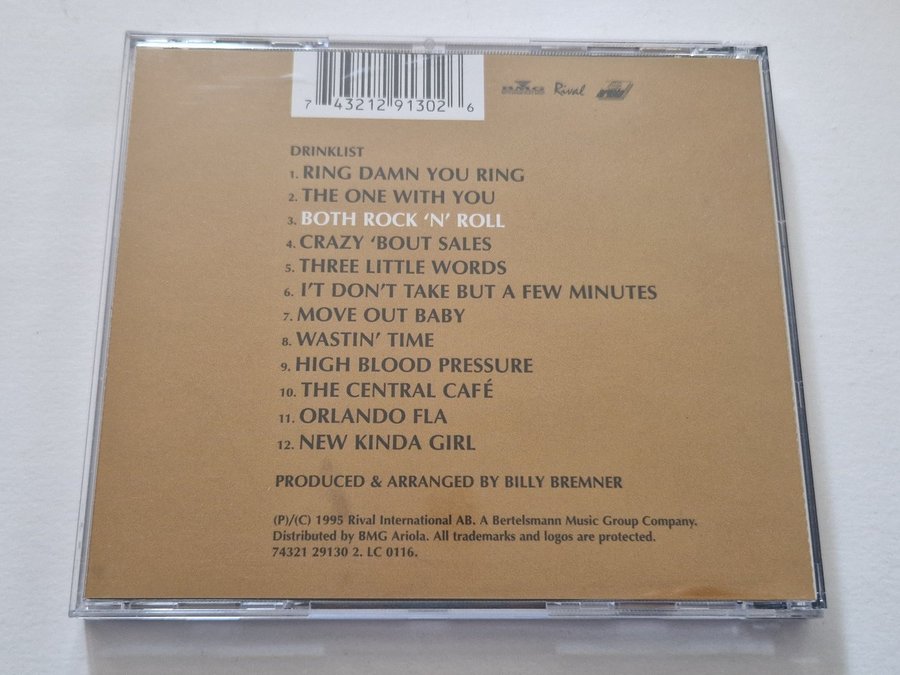 7 43212 91302 6
BMG Rival
DRINKLIST
1. RING DAMN YOU RING
2. THE ONE WITH YOU
3. BOTH ROCK ‘N’ ROLL
4. CRAZY ‘BOUT SALES
5. THREE LITTLE WORDS
6. I’T DON’T TAKE BUT A FEW MINUTES
7. MOVE OUT BABY
8. WASTIN’ TIME
9. HIGH BLOOD PRESSURE
10. THE CENTRAL CAFÉ
11. ORLANDO FLA
12. NEW KINDA GIRL
PRODUCED & ARRANGED BY BILLY BREMNER
(P)/(C) 1995 Rival International AB. A Bertelsmann Music Group Company.
Distributed by BMG Ariola. All trademarks and logos are protected.
74321 29130 2. LC 0116.